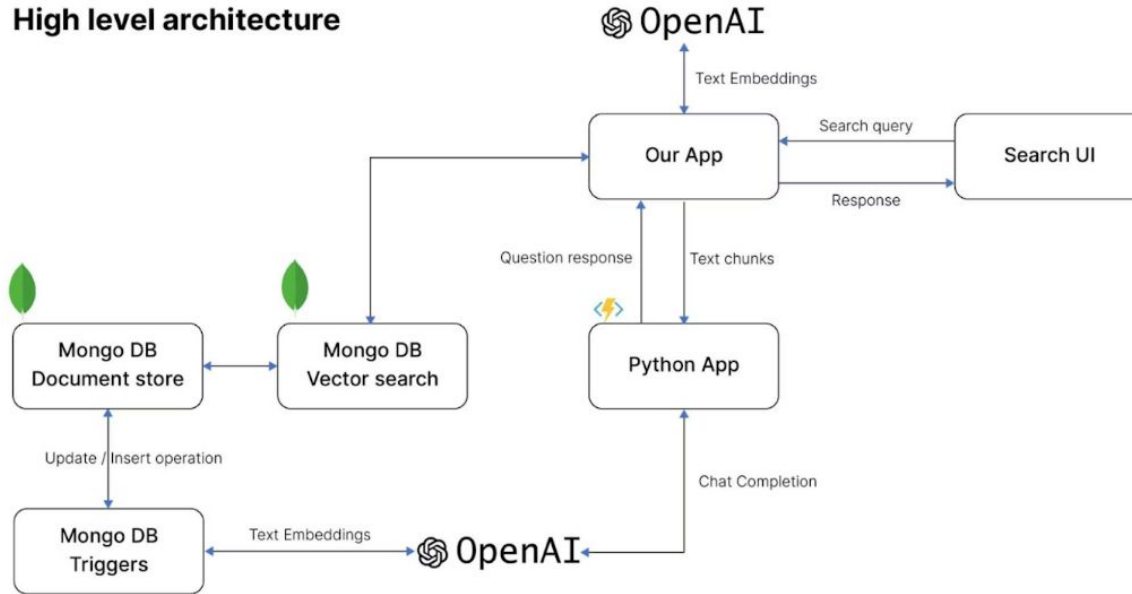 High level architecture
OpenAI
Text Embeddings
Our App
Search query
Response
Search UI
Question response
Text chunks
Mongo DB
Document store
Mongo DB
Vector search
Python App
Update / Insert operation
Chat Completion
Mongo DB
Triggers
Text Embeddings
OpenAI